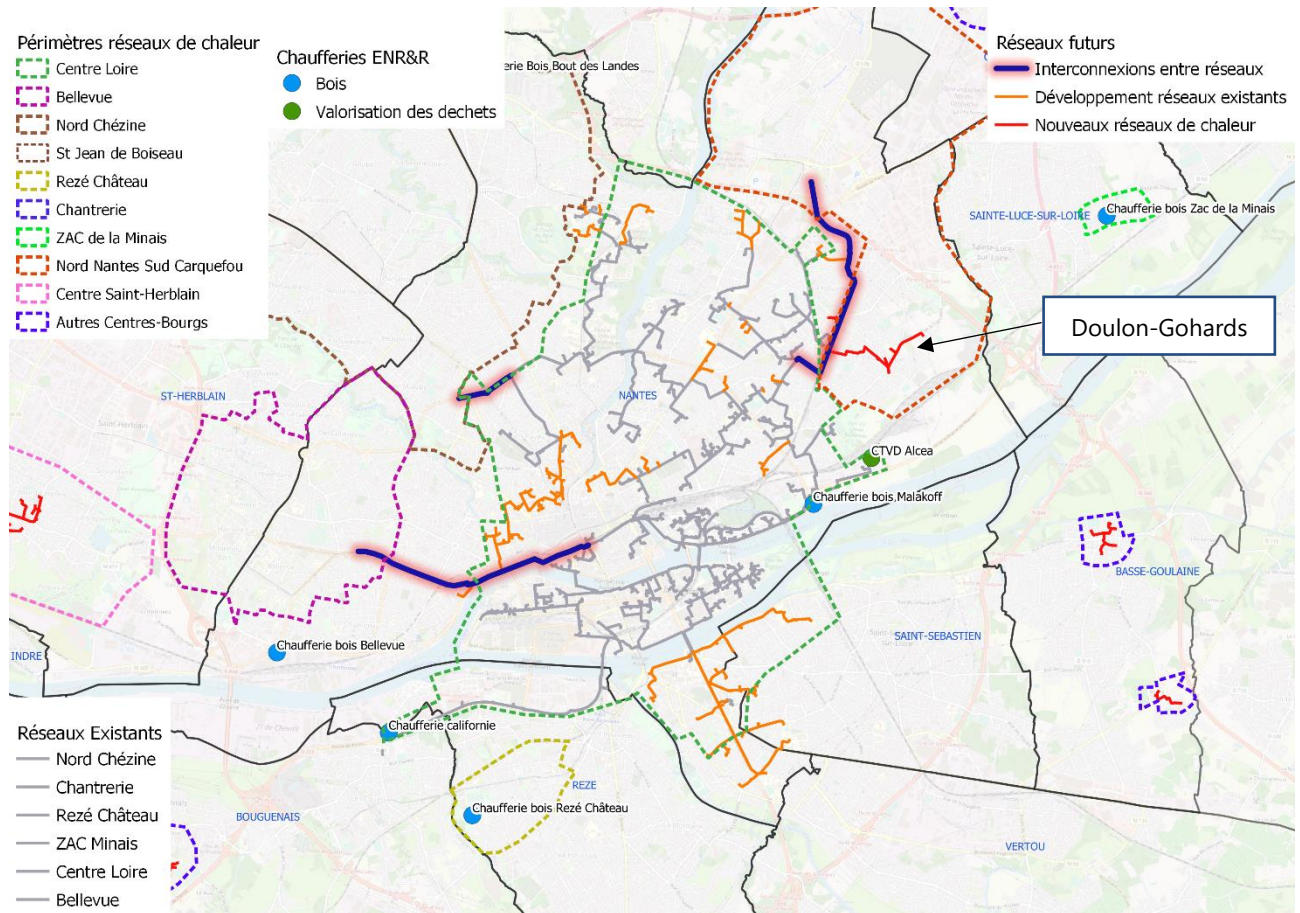 Périmètres réseaux de chaleur
Centre Loire
Bellevue
Nord Chézine
St Jean de Boiseau
Rezé Château
Chantrerie
ZAC de la Minais
Nord Nantes Sud Carquefou
Centre Saint-Herblain
Autres Centres-Bourgs
Chaufferies ENR&R
Bois
Valorisation des dechets
erie Bois Bout des Landes
Réseaux futurs
Interconnexions entre réseaux
Développement réseaux existants
Nouveaux réseaux de chaleur
SAINTE-LUCE-SUR-LOIRE
Chaufferie bois Zac de la Minais
Doulon-Gohards
ST-HERBLAIN
NANTES
CTVD Alcea
Chaufferie bois Malakoff
BASSE-GOULAINE
SAINT-SEBASTIEN
INDRE
Chaufferie bois Bellevue
Chaufferie californie
REZE
Chaufferie bois Rezé Château
BOUGUENAIS
VERTOU
Réseaux Existants
Nord Chézine
Chantrerie
Rezé Château
ZAC Minais
Centre Loire
Bellevue